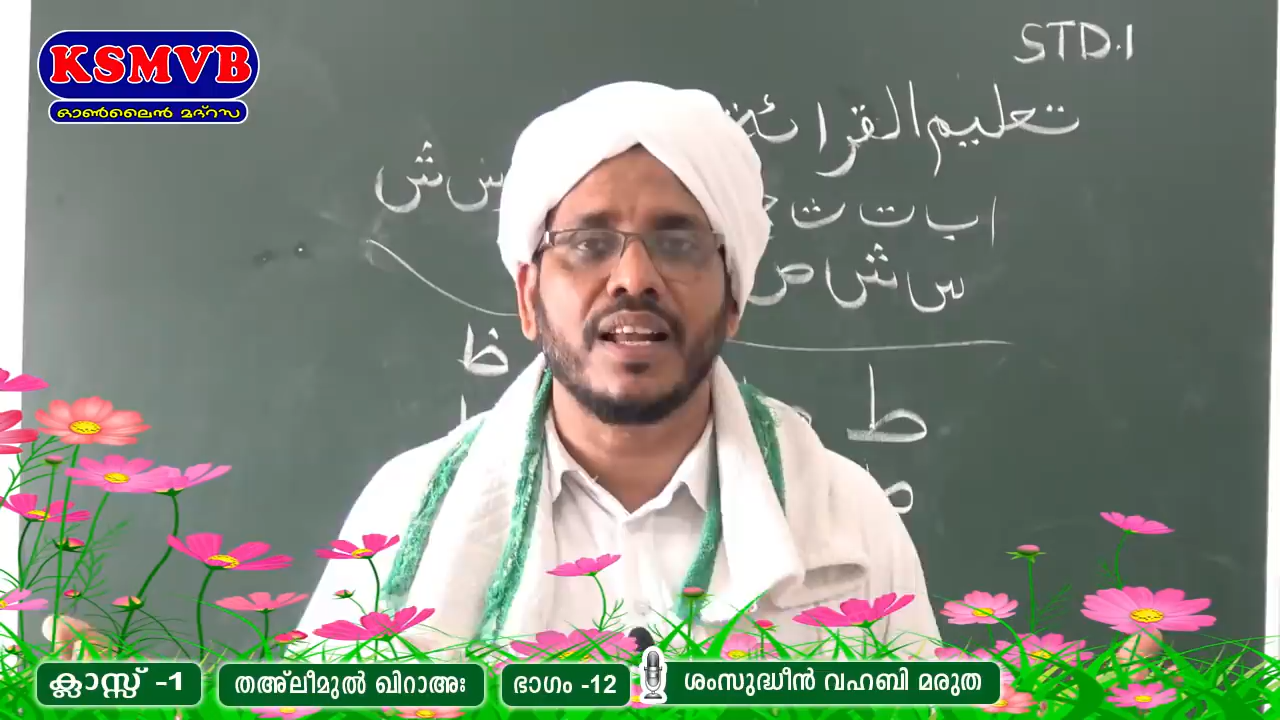 KSMVB
ഓൺലൈൻ മദ്റസ
STD.1
تعليم القرائة
ا ب ت ث
س ش
س ش ص
ظ
ط
ക്ലാസ്സ് -1
തഅ്ലീമുൽ ഖിറാഅഃ
ഭാഗം -12
ശംസുദ്ധീൻ വഹബി മരുത